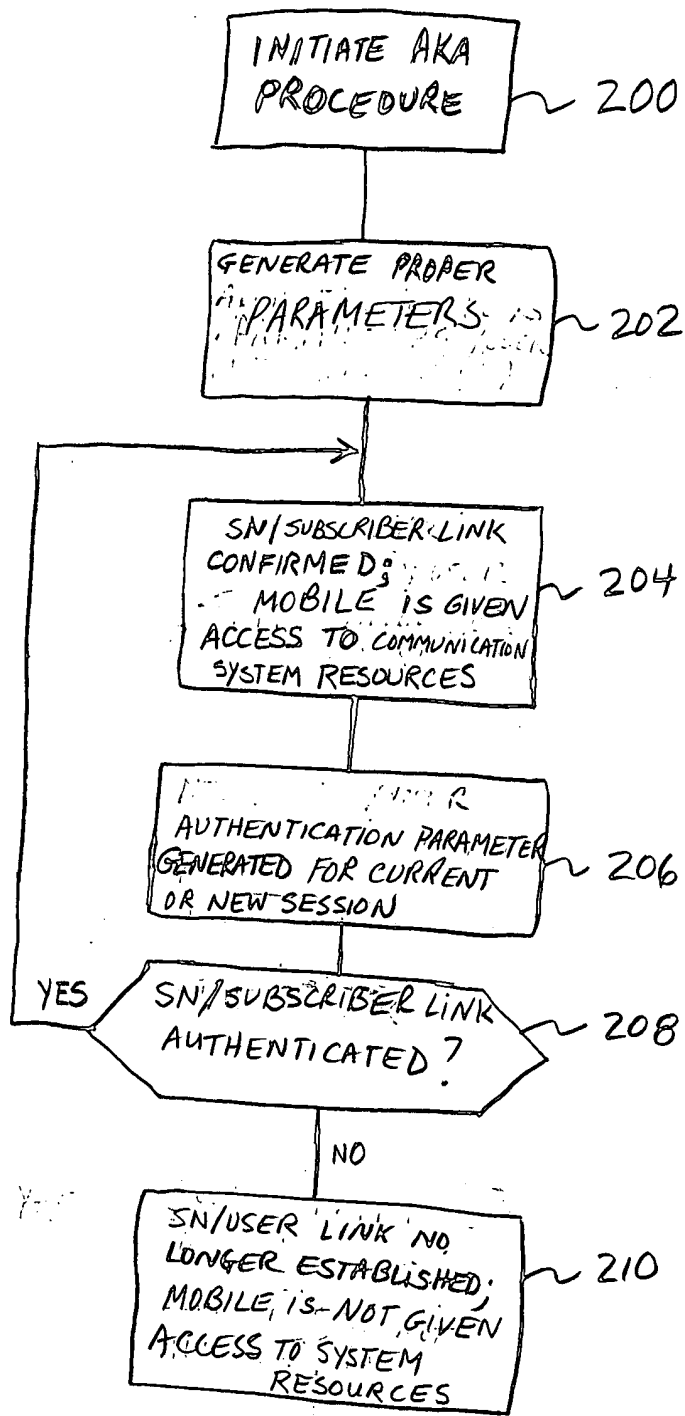 INITIATE AKA
PROCEDURE
200
GENERATE PROPER
PARAMETERS
202
SN/SUBSCRIBER LINK
CONFIRMED;
MOBILE IS GIVEN
ACCESS TO COMMUNICATION
SYSTEM RESOURCES
204
AUTHENTICATION PARAMETER
GENERATED FOR CURRENT
OR NEW SESSION
206
YES
SN/SUBSCRIBER LINK
AUTHENTICATED?
208
NO
SN/USER LINK NO
LONGER ESTABLISHED;
MOBILE IS NOT GIVEN
ACCESS TO SYSTEM
RESOURCES
210